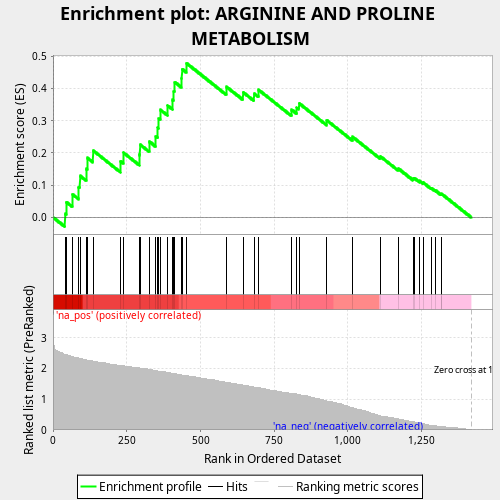 Enrichment plot: ARGININE AND PROLINE
METABOLISM
Enrichment score (ES)
0.5
0.4
0.3
0.2
0.1
0.0
'na_pos' (positively correlated)
Ranked list metric (PreRanked)
3
2
1
0
Zero cross at 1
'na_neg' (negatively correlated)
0
250
500
750
1,000
1,250
Rank in Ordered Dataset
Enrichment profile
Hits
Ranking metric scores